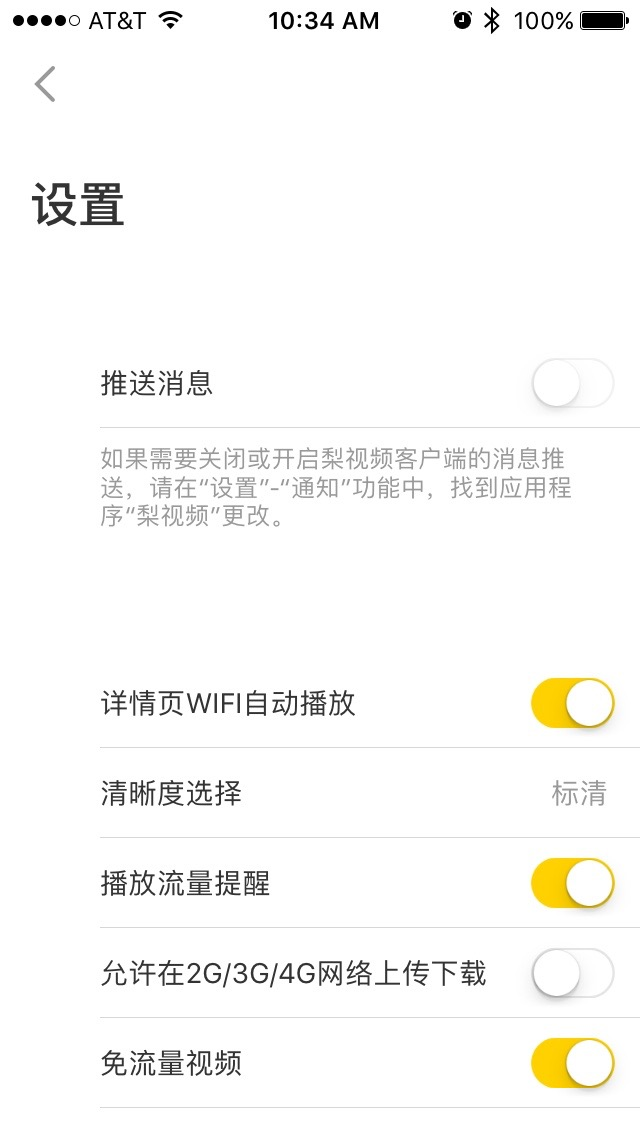 AT&T 10:34 AM 100%
设置
推送消息
如果需要关闭或开启梨视频客户端的消息推
送，请在“设置”-“通知”功能中，找到应用程
序“梨视频”更改。
详情页WIFI自动播放
清晰度选择 标清
播放流量提醒
允许在2G/3G/4G网络上传下载
免流量视频